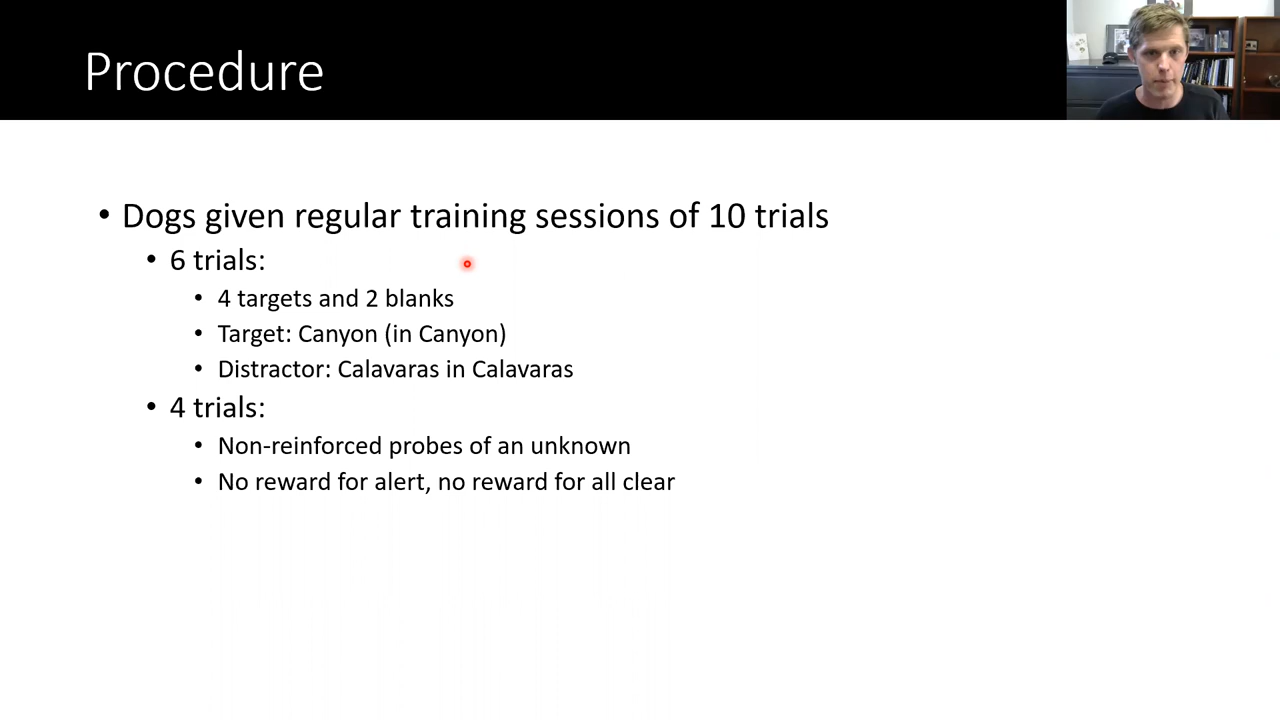 Procedure
• Dogs given regular training sessions of 10 trials
• 6 trials:
• 4 targets and 2 blanks
• Target: Canyon (in Canyon)
• Distractor: Calavaras in Calavaras
• 4 trials:
• Non-reinforced probes of an unknown
• No reward for alert, no reward for all clear